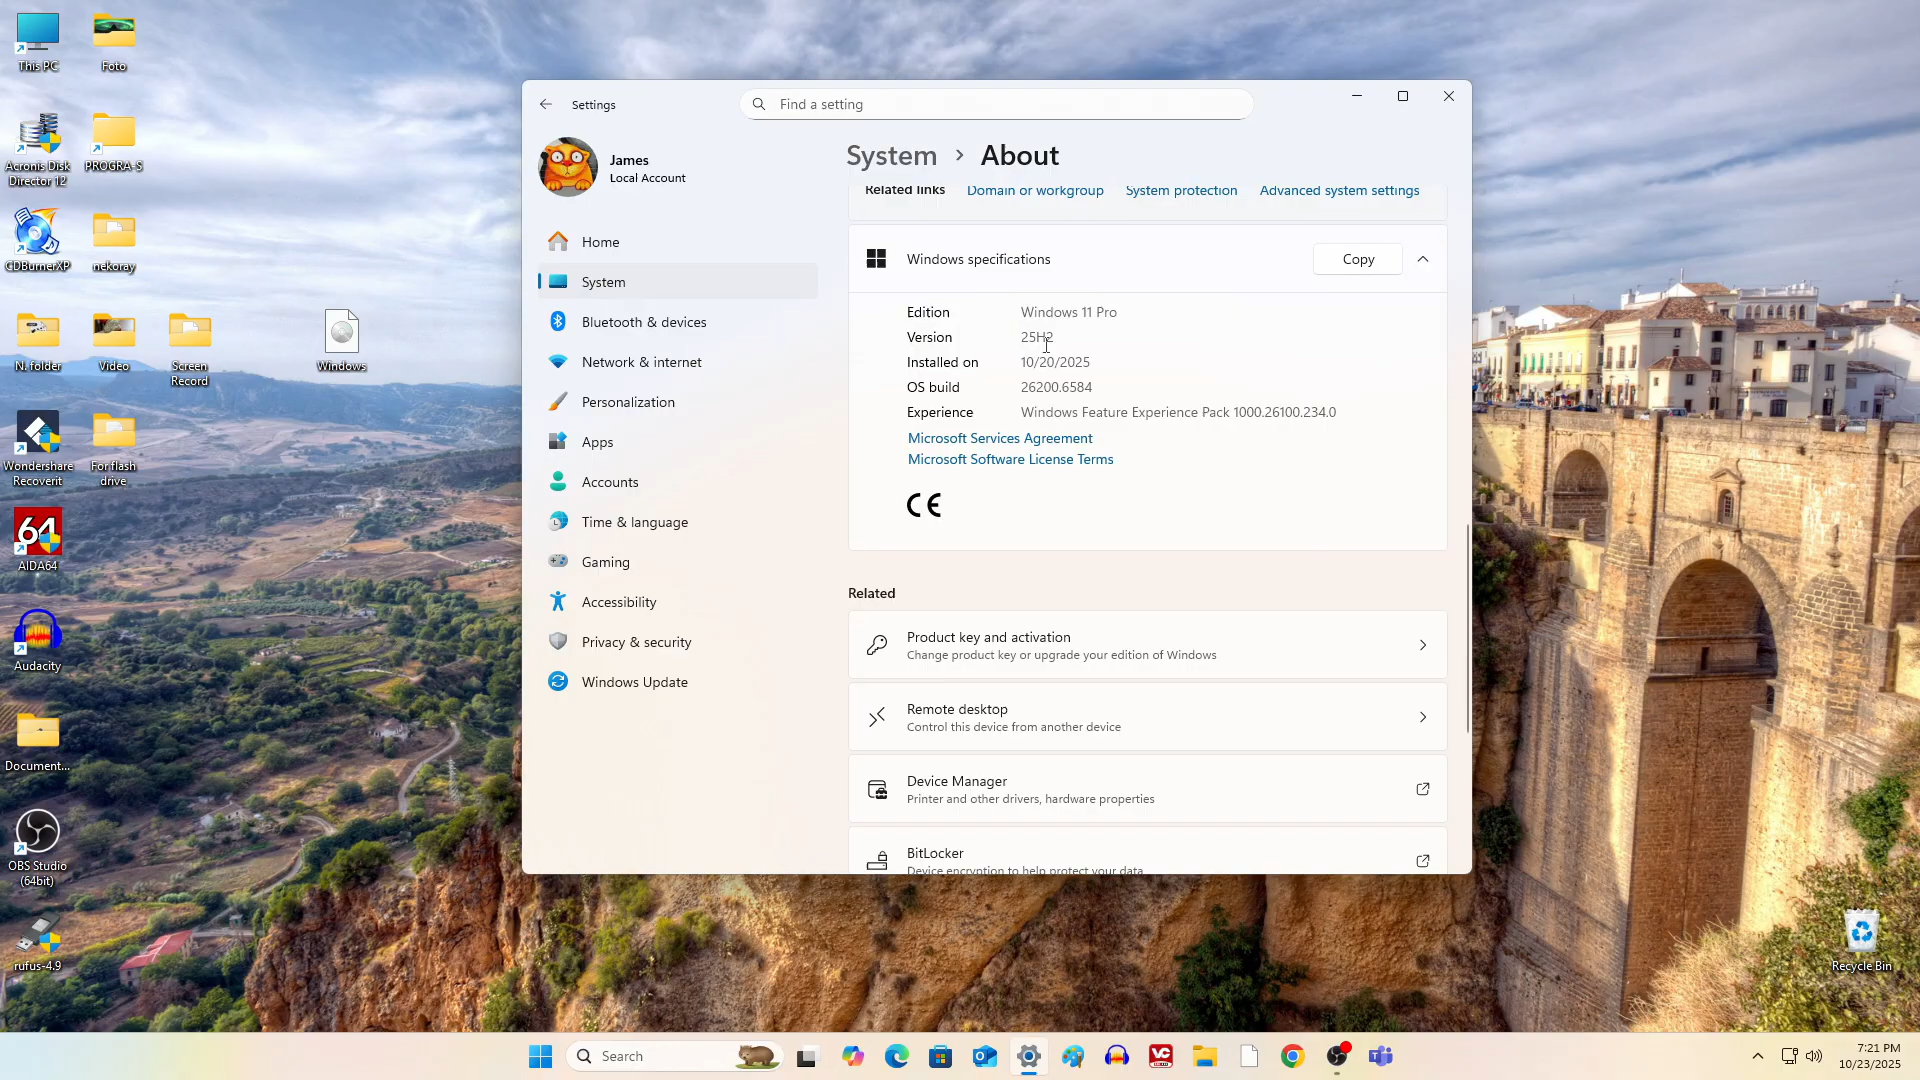 This PC
Foto
Acronis Disk
Director 12
PROGRA-S
CDBurnerXP
nekoray
N. folder
Video
Screen
Record
Windows
Wondershare
Recoverit
For flash
drive
64
AIDA64
Audacity
Document...
OBS Studio
(64bit)
rufus-4.9
Recycle Bin
Settings
Find a setting
James
Local Account
Home
System
Bluetooth & devices
Network & internet
Personalization
Apps
Accounts
Time & language
Gaming
Accessibility
Privacy & security
Windows Update
System > About
Related links Domain or workgroup System protection Advanced system settings
Windows specifications Copy
Edition Windows 11 Pro
Version 25H2
Installed on 10/20/2025
OS build 26200.6584
Experience Windows Feature Experience Pack 1000.26100.234.0
Microsoft Services Agreement
Microsoft Software License Terms
CE
Related
Product key and activation
Change product key or upgrade your edition of Windows
Remote desktop
Control this device from another device
Device Manager
Printer and other drivers, hardware properties
BitLocker
Device encryption to help protect your data
Search
VC
7:21 PM
10/23/2025